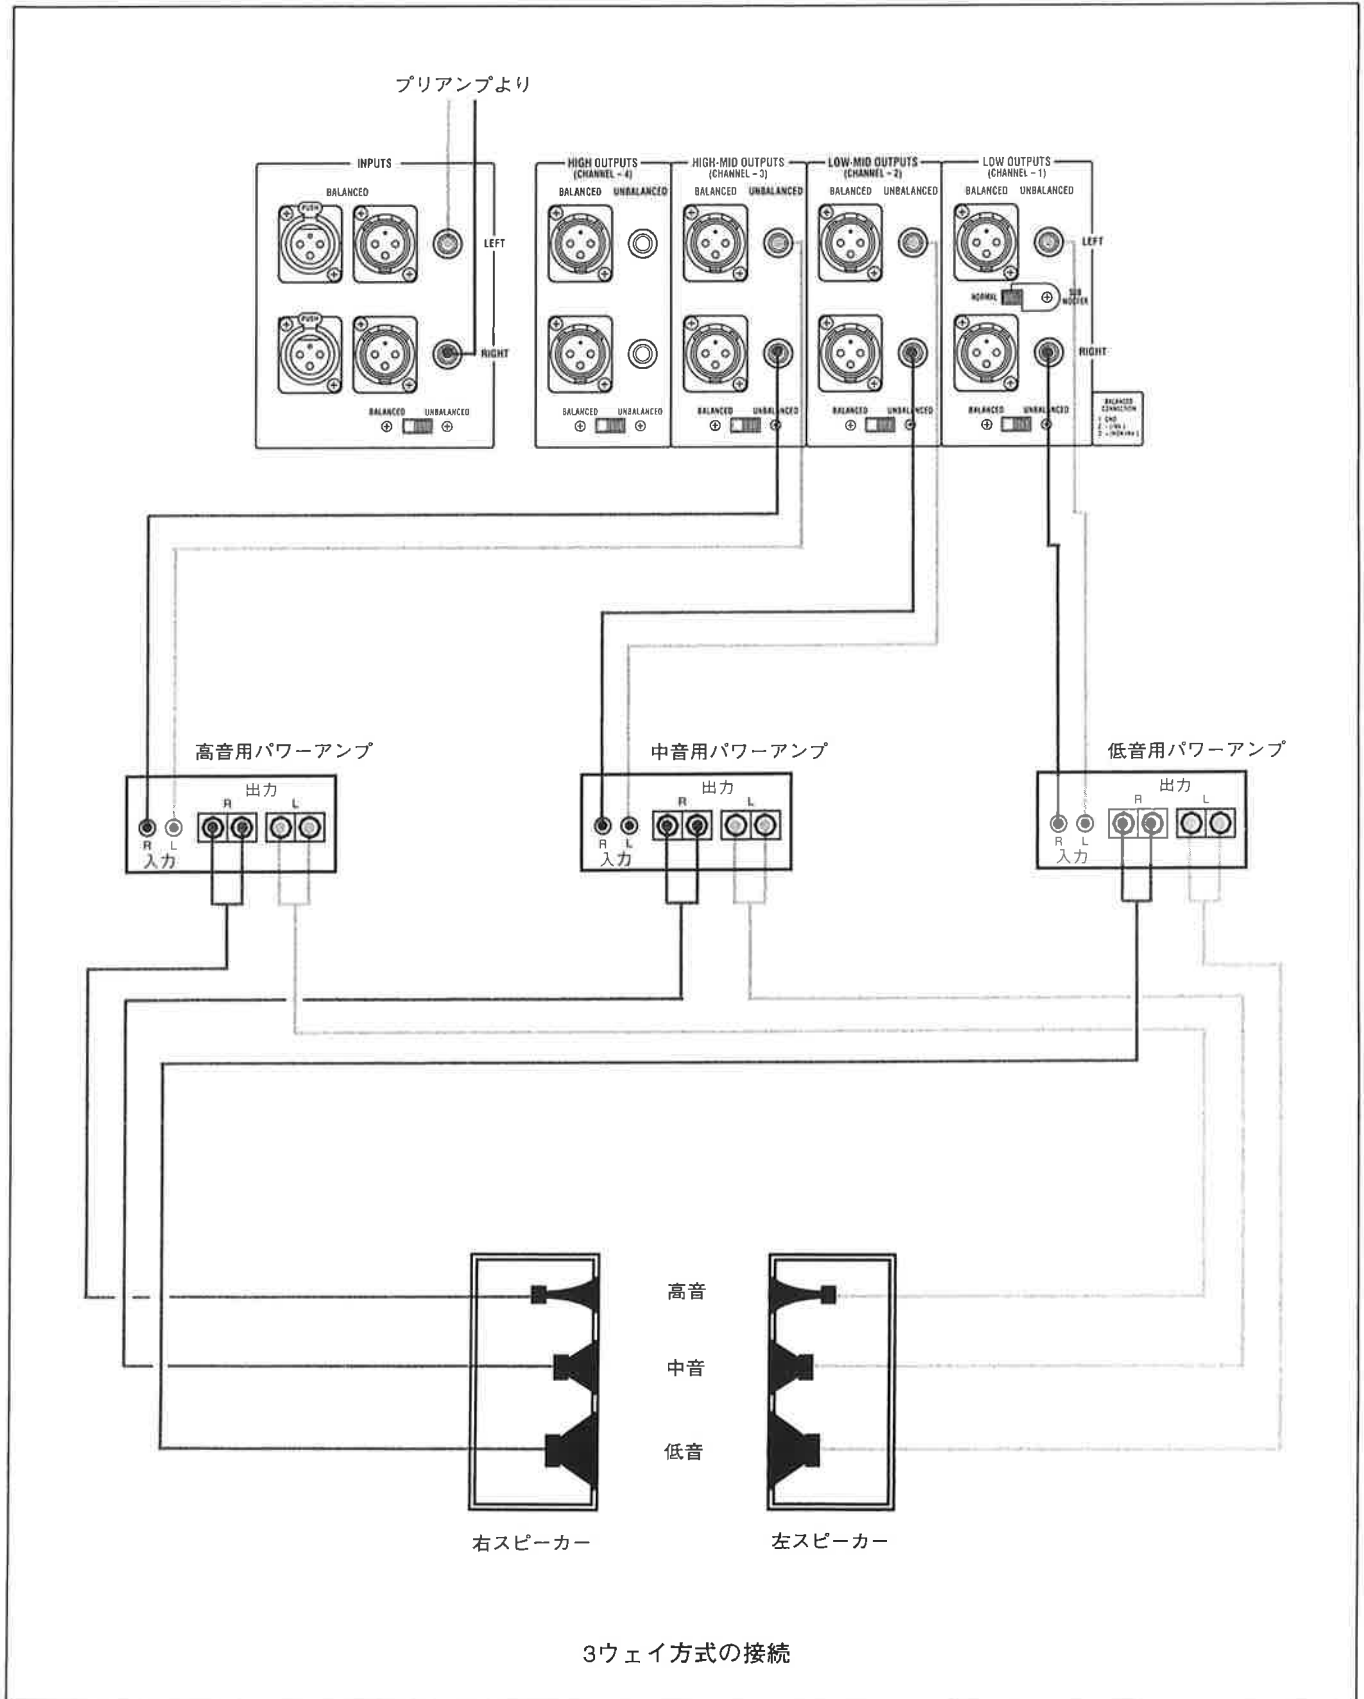 プリアンプより
INPUTS
BALANCED
PUSH
LEFT
PUSH
RIGHT
BALANCED UNBALANCED
HIGH OUTPUTS
(CHANNEL - 4)
BALANCED UNBALANCED
BALANCED UNBALANCED
HIGH-MID OUTPUTS
(CHANNEL - 3)
BALANCED UNBALANCED
BALANCED UNBALANCED
LOW-MID OUTPUTS
(CHANNEL - 2)
BALANCED UNBALANCED
BALANCED UNBALANCED
LOW OUTPUTS
(CHANNEL - 1)
BALANCED UNBALANCED
LEFT
NORMAL
SUB
WOOFER
RIGHT
BALANCED UNBALANCED
BALANCED
CONNECTION
1 GND
高音用パワーアンプ
出力
R L
R L
入力
中音用パワーアンプ
出力
R L
R L
入力
低音用パワーアンプ
出力
R L
R L
入力
高音
中音
低音
右スピーカー
左スピーカー
3ウェイ方式の接続